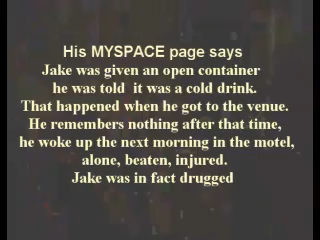 His MYSPACE page says
Jake was given an open container
he was told it was a cold drink.
That happened when he got to the venue.
He remembers nothing after that time,
he woke up the next morning in the motel,
alone, beaten, injured.
Jake was in fact drugged